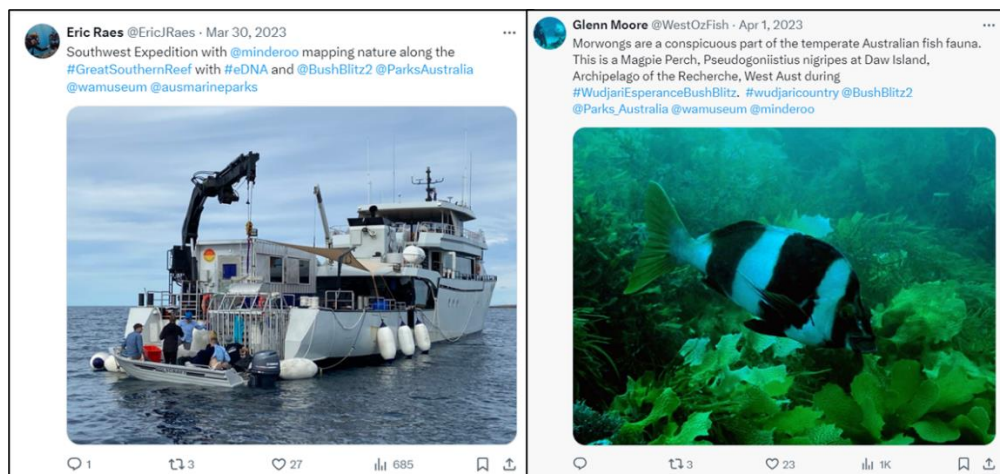 Eric Raes @EricJRaes · Mar 30, 2023
Southwest Expedition with @minderoo mapping nature along the
#GreatSouthernReef with #eDNA and @BushBlitz2 @ParksAustralia
@wamuseum @ausmarineparks
1 3 27 685
Glenn Moore @WestOzFish · Apr 1, 2023
Morwongs are a conspicuous part of the temperate Australian fish fauna.
This is a Magpie Perch, Pseudogoniistius nigripes at Daw Island,
Archipelago of the Recherche, West Aust during
#WudjariEsperanceBushBlitz. #wudjaricountry @BushBlitz2
@Parks_Australia @wamuseum @minderoo
3 23 1K